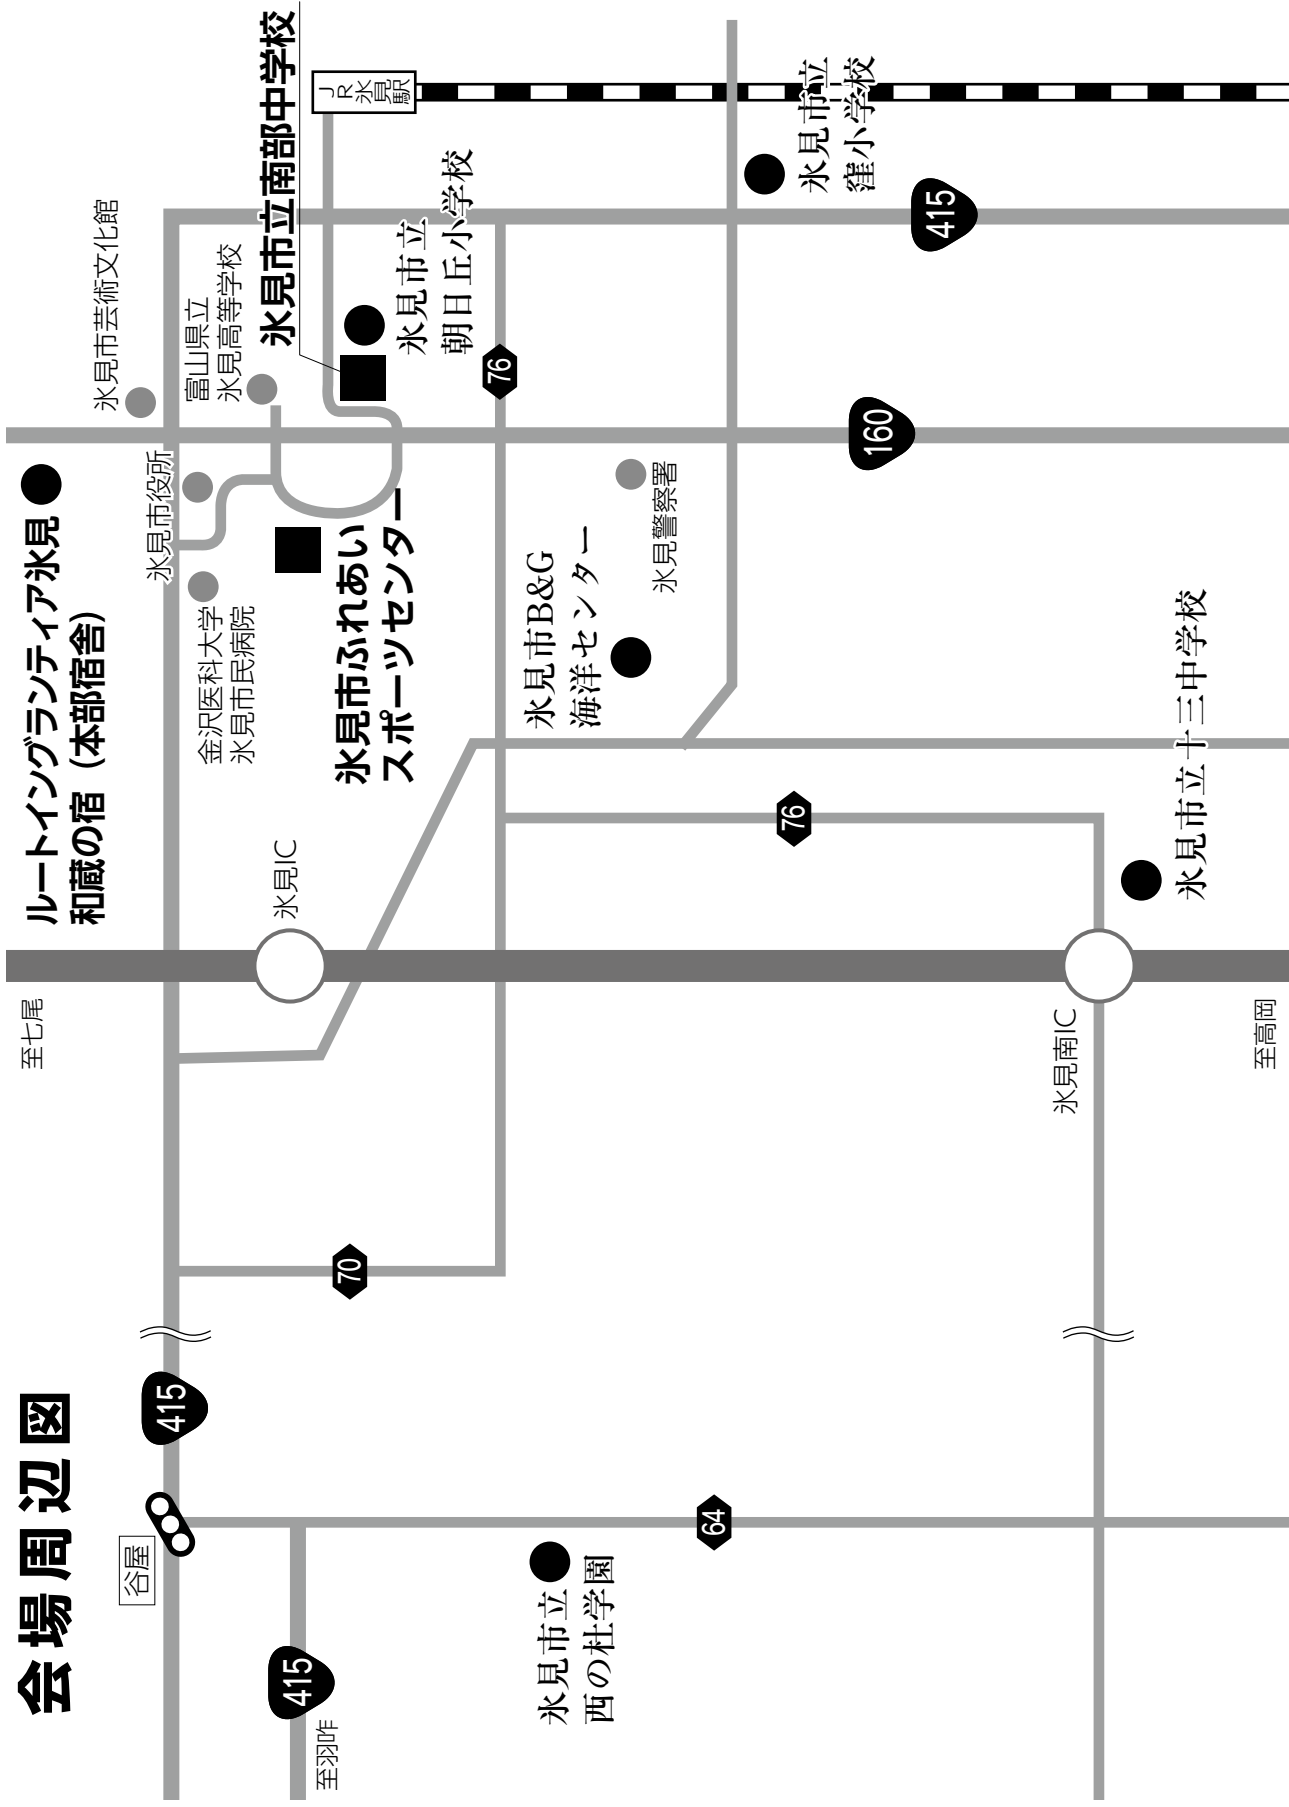 会場周辺図
谷屋
415
415
至羽咋
氷見市立
西の杜学園
64
70
至七尾
氷見IC
氷見南IC
至高岡
ルートイングランティア氷見
和蔵の宿（本部宿舎）
金沢医科大学
氷見市民病院
氷見市役所
氷見市ふれあい
スポーツセンター
氷見市B&G
海洋センター
氷見警察署
76
氷見市立十三中学校
氷見市芸術文化館
富山県立
氷見高等学校
氷見市立南部中学校
JR
氷見駅
氷見市立
朝日丘小学校
76
160
氷見市立
窪小学校
415